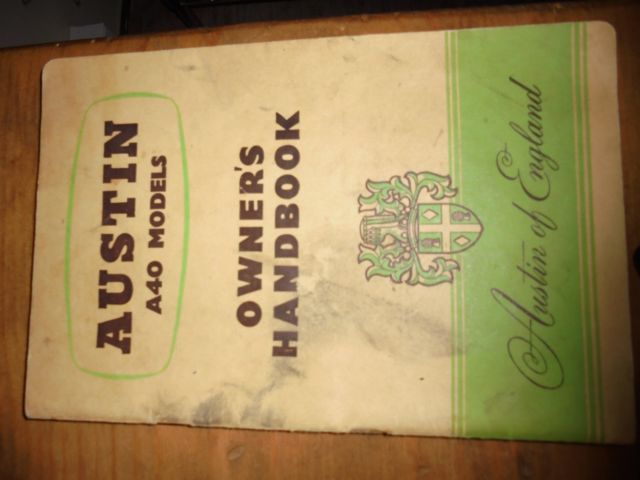 AUSTIN
A40 MODELS
OWNER'S
HANDBOOK
Austin of England